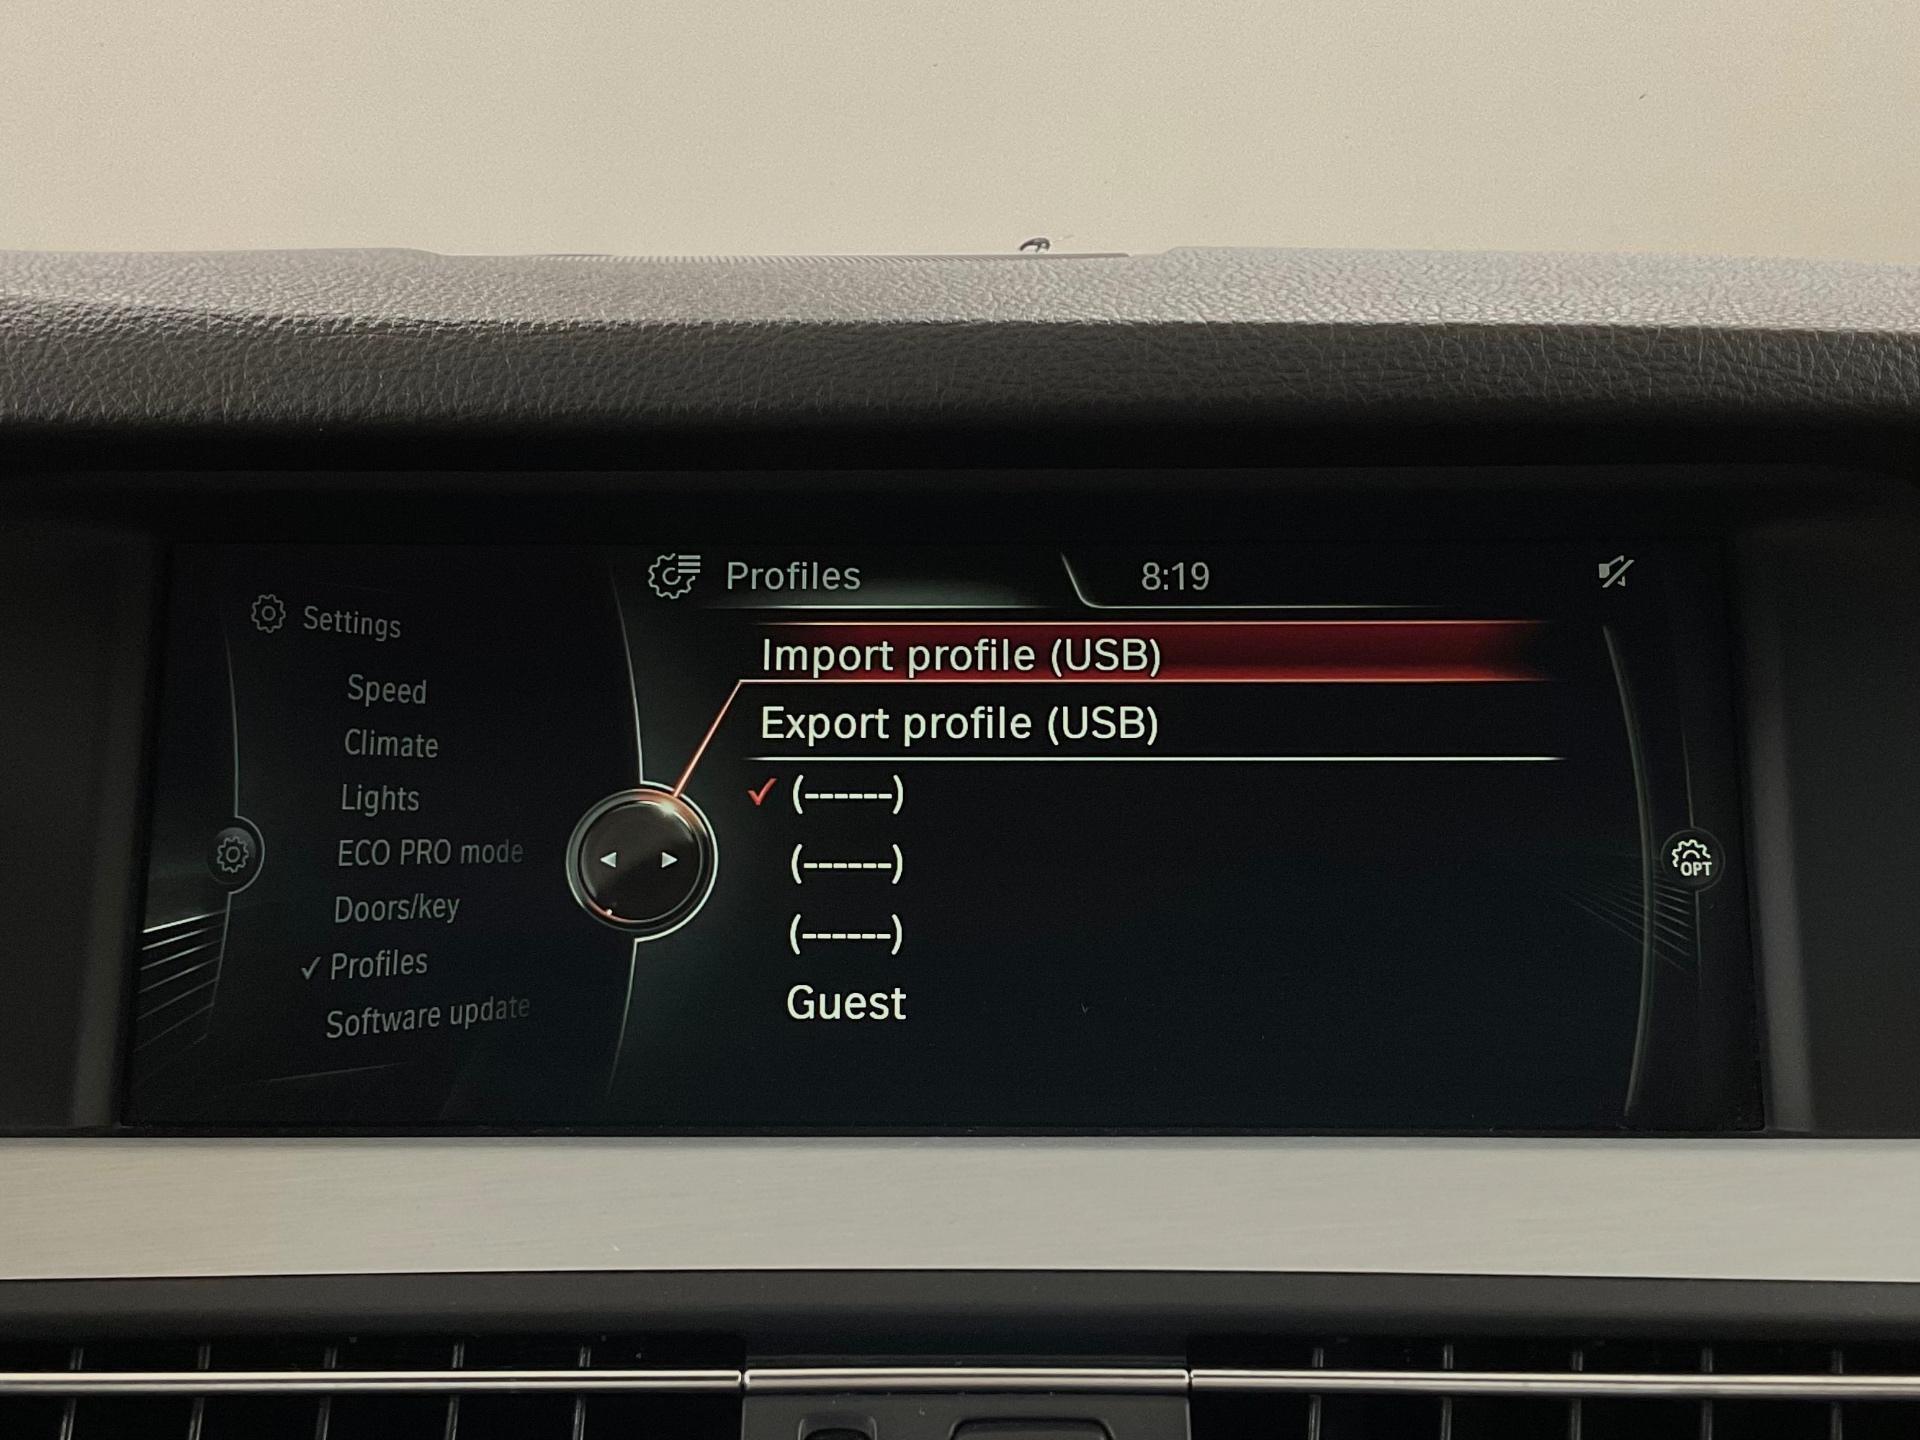 Settings
Speed
Climate
Lights
ECO PRO mode
Doors/key
✓ Profiles
Software update
Profiles
8:19
Import profile (USB)
Export profile (USB)
✓ (------)
(------)
(------)
Guest
OPT